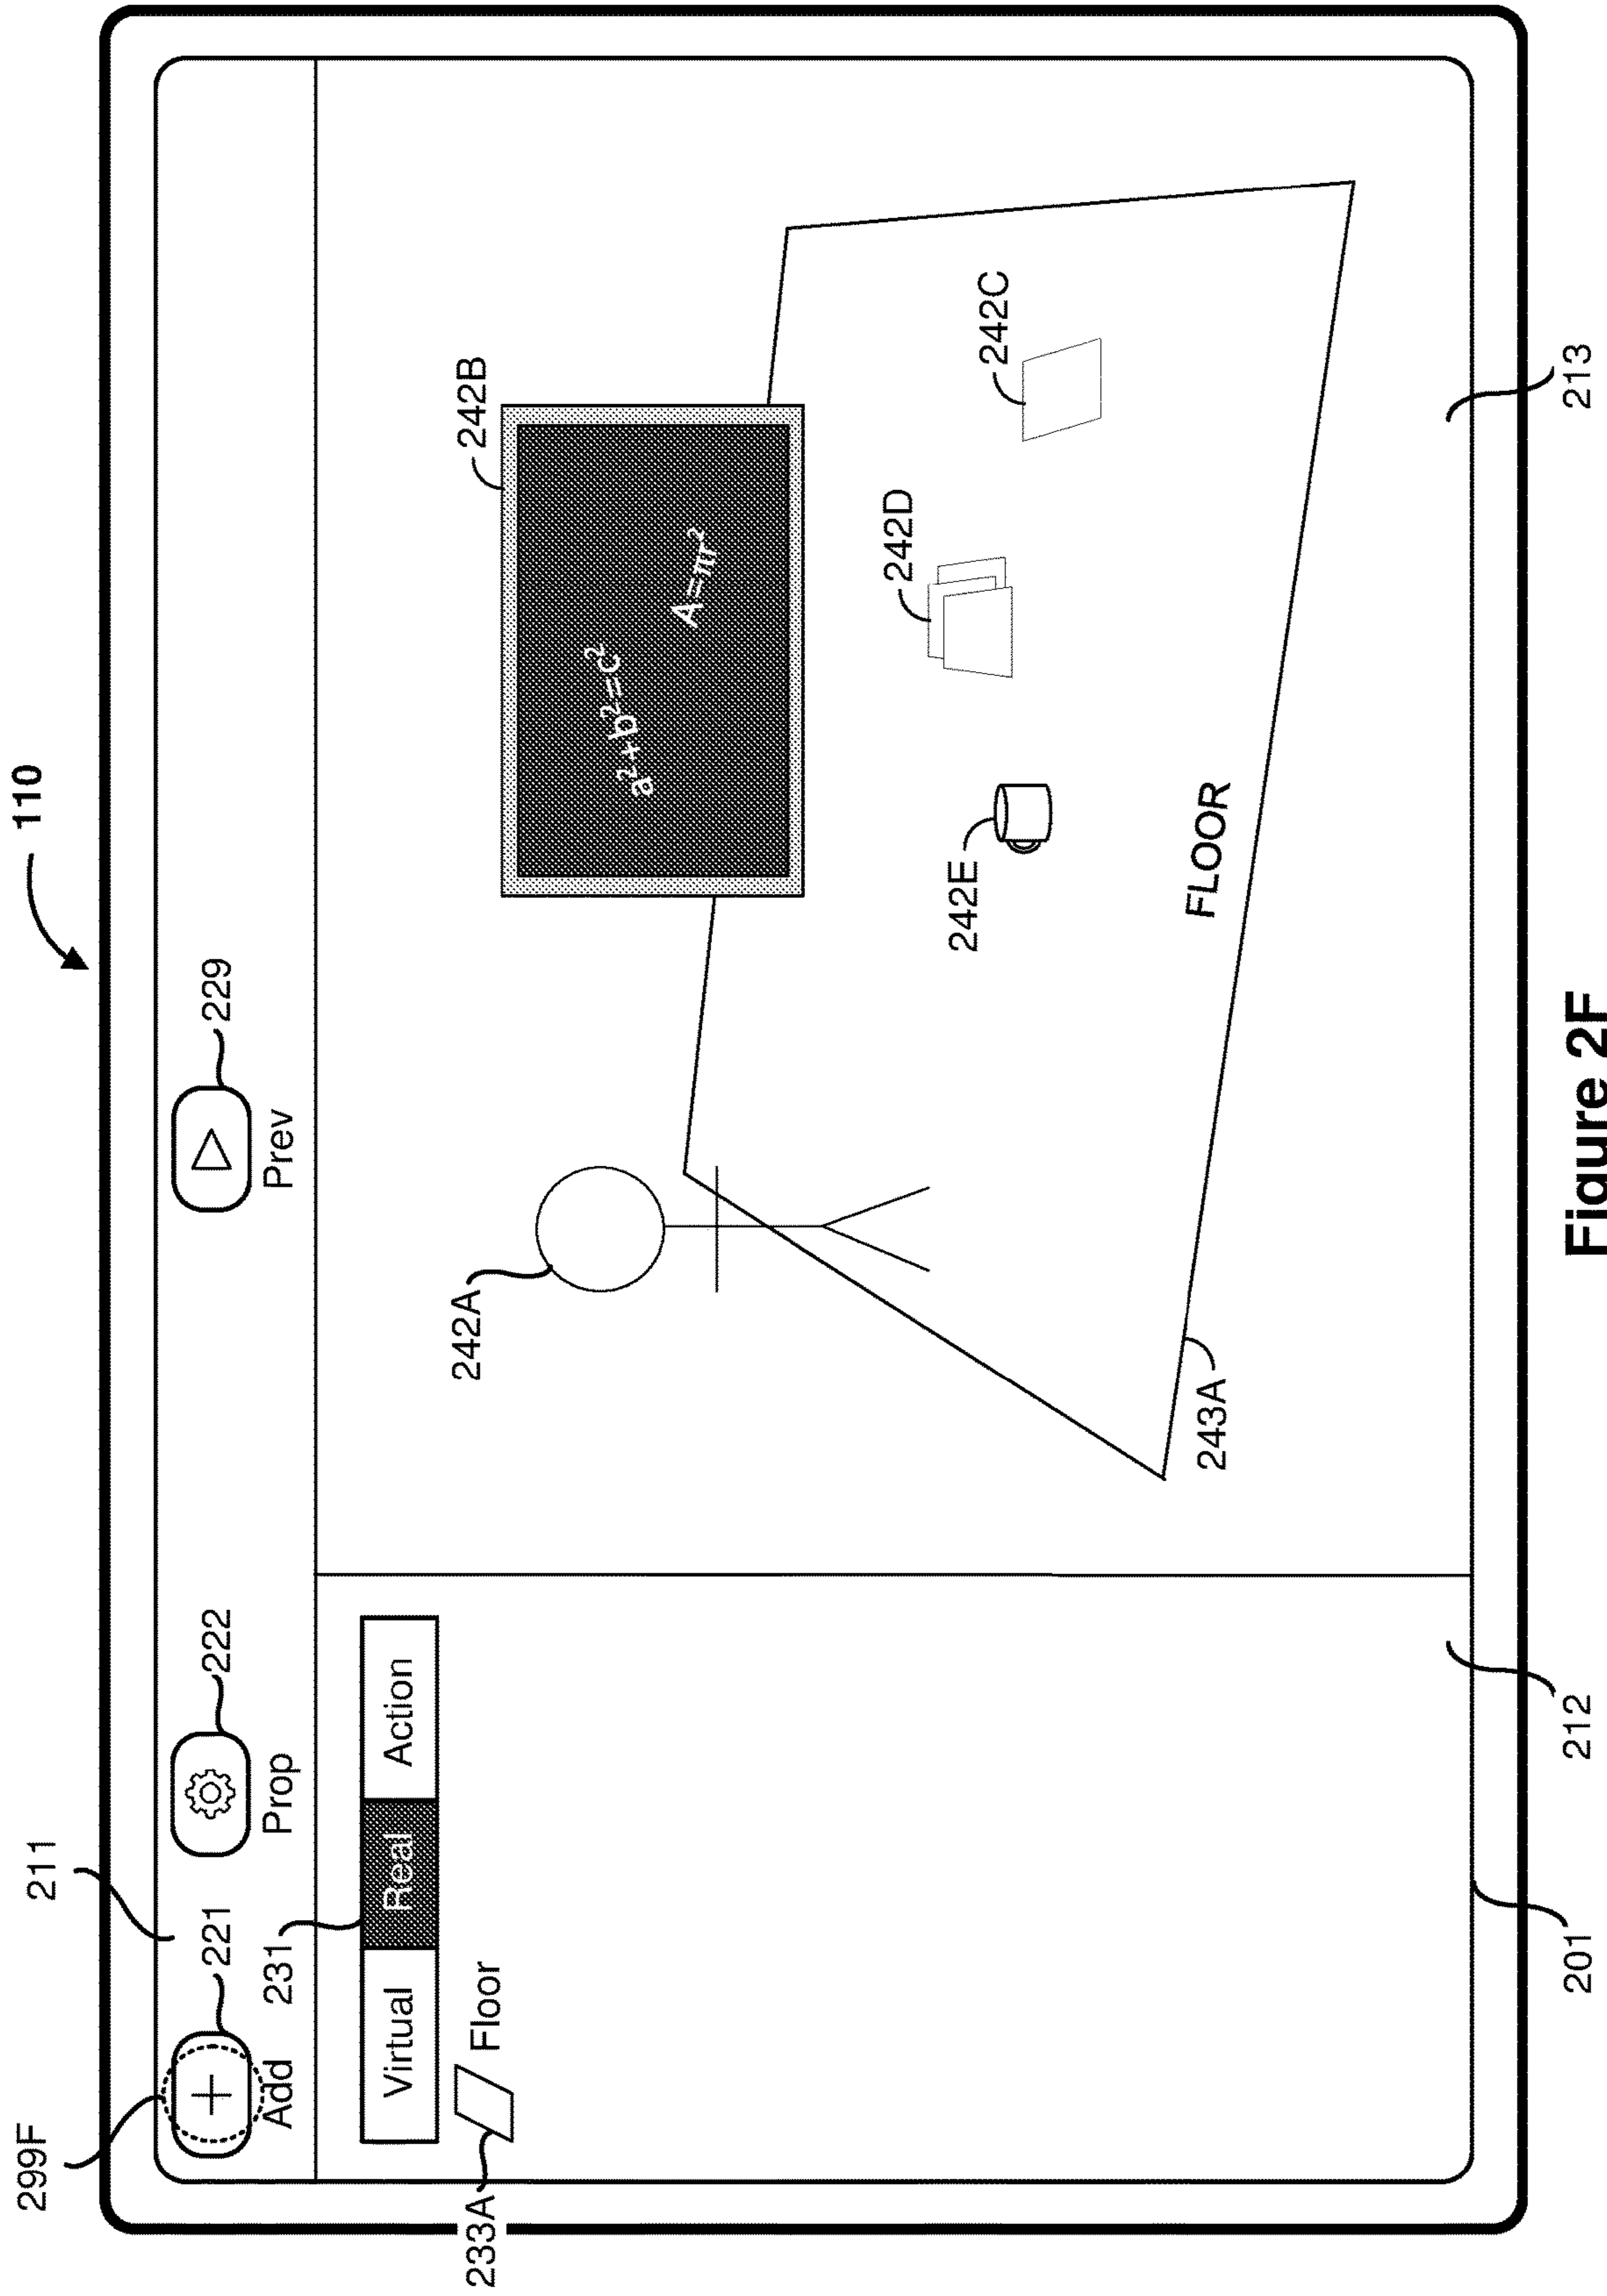 110
299F
211
221
222
229
Add
Prop
Prev
231
Virtual
Real
Action
233A
Floor
242A
242B
a²+b²=c²
A=πr²
242C
242D
242E
FLOOR
243A
201
212
213
Figure 2F